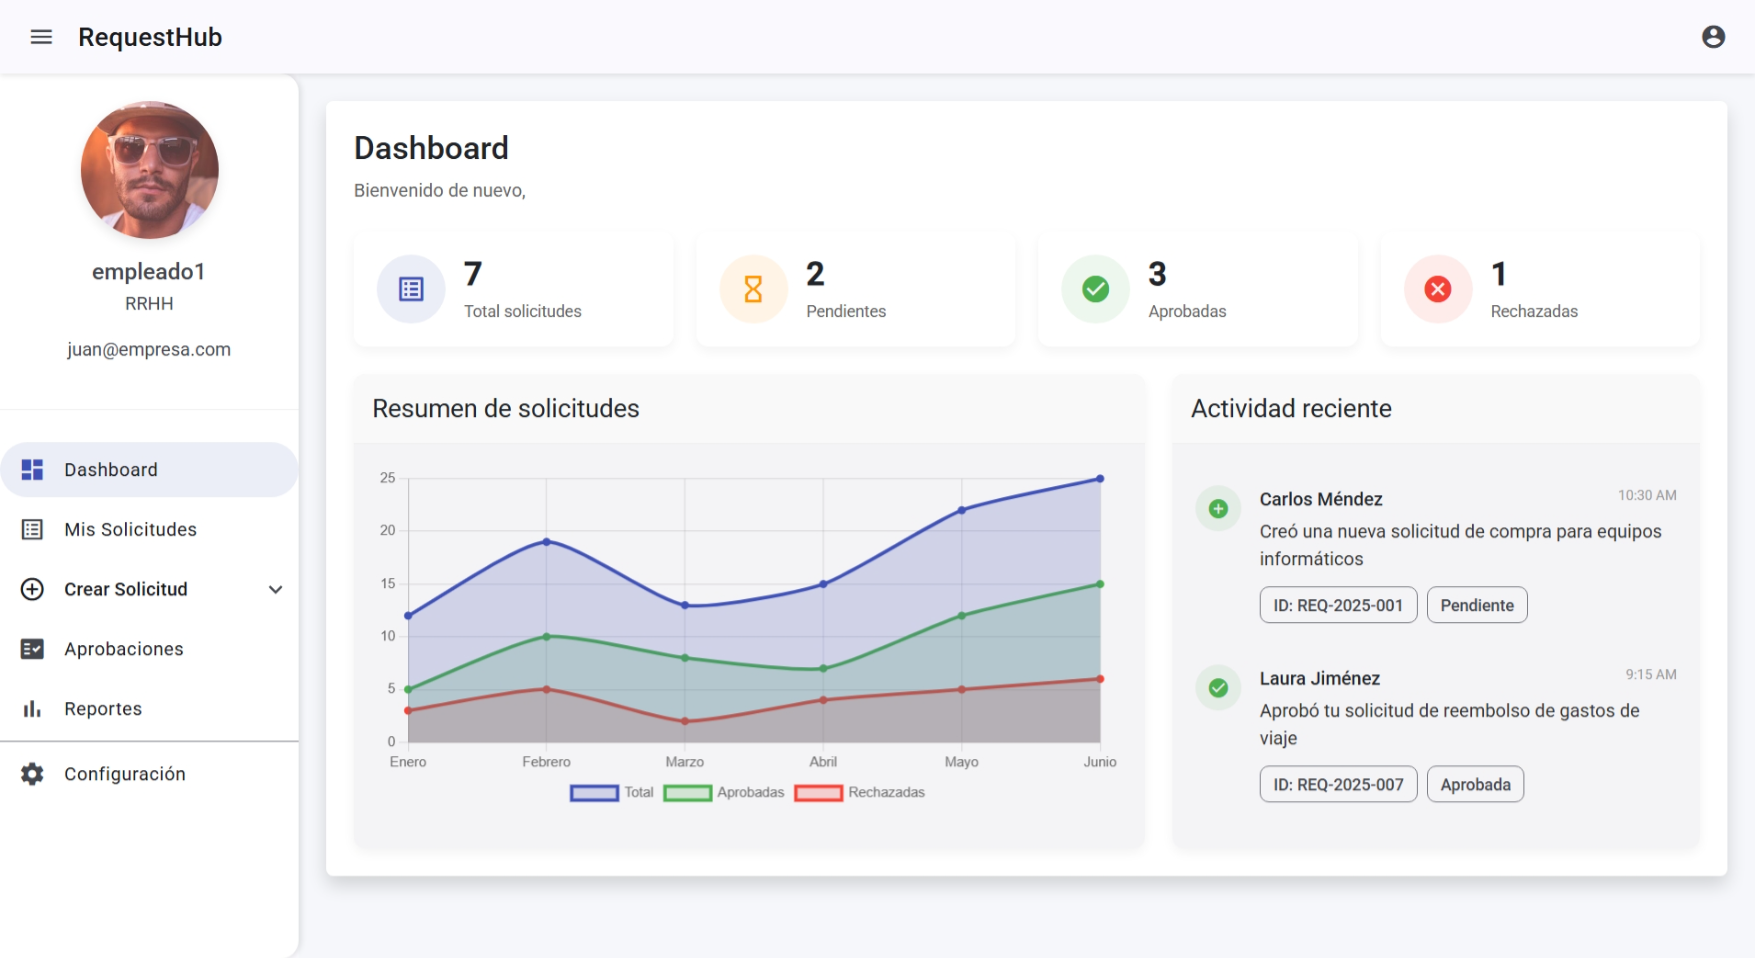 RequestHub
empleado1
RRHH
juan@empresa.com
Dashboard
Mis Solicitudes
Crear Solicitud
Aprobaciones
Reportes
Configuración
Dashboard
Bienvenido de nuevo,
7
Total solicitudes
2
Pendientes
3
Aprobadas
1
Rechazadas
Resumen de solicitudes
25
20
15
10
5
0
Enero Febrero Marzo Abril Mayo Junio
Total Aprobadas Rechazadas
Actividad reciente
Carlos Méndez 10:30 AM
Creó una nueva solicitud de compra para equipos
informáticos
ID: REQ-2025-001 Pendiente
Laura Jiménez 9:15 AM
Aprobó tu solicitud de reembolso de gastos de
viaje
ID: REQ-2025-007 Aprobada